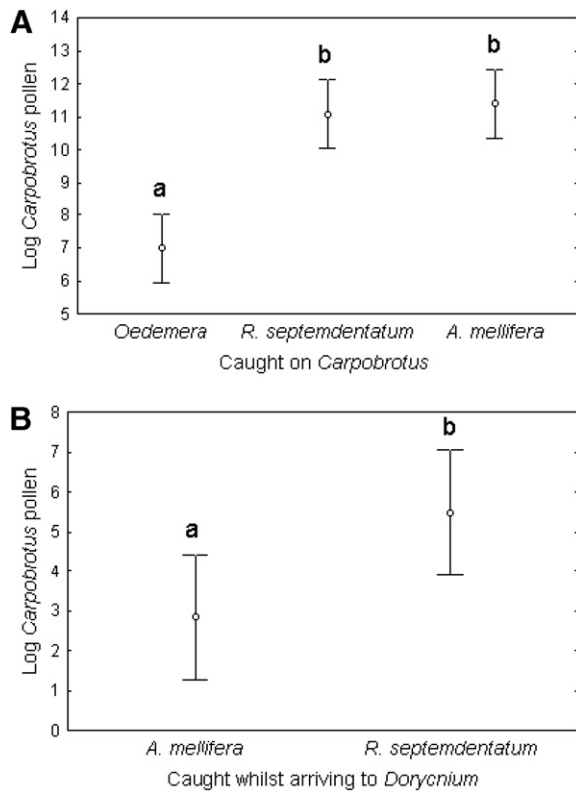 A
14
13
12
11
10
9
8
7
6
5
Log Carpobrotus pollen
a
b
b
Oedemera R. septemdentatum A. mellifera
Caught on Carpobrotus
B
8
7
6
5
4
3
2
1
0
Log Carpobrotus pollen
a
b
A. mellifera R. septemdentatum
Caught whilst arriving to Dorycnium